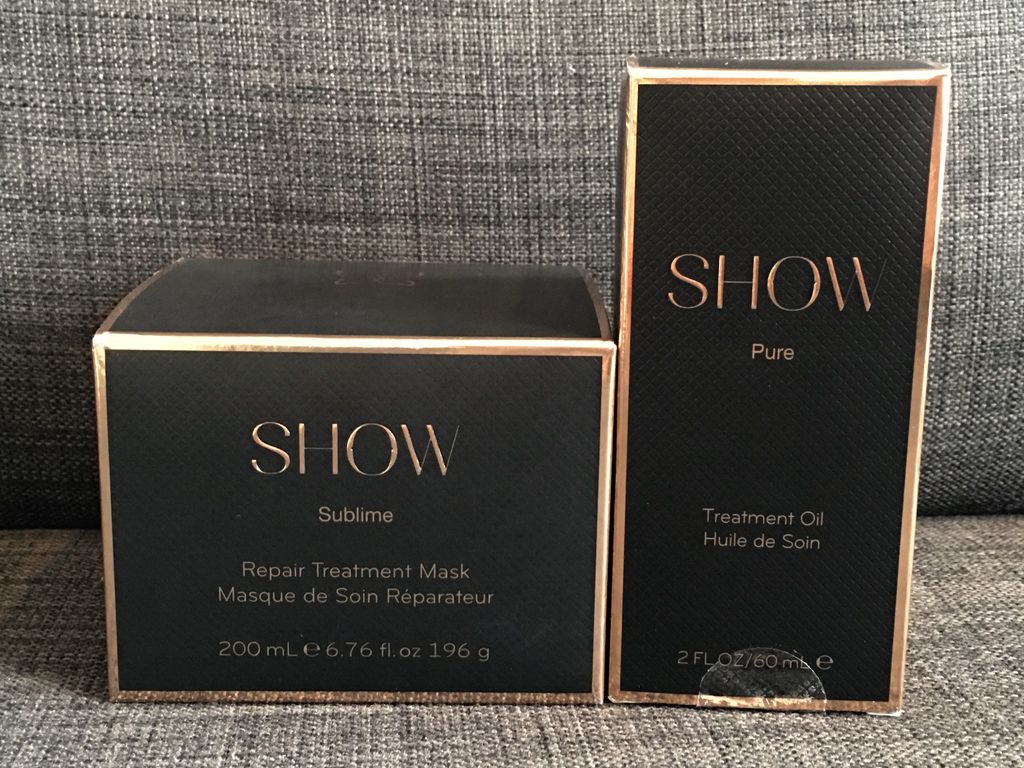 SHOW
Sublime
Repair Treatment Mask
Masque de Soin Réparateur
200 mL e 6.76 fl. oz 196 g
SHOW
Pure
Treatment Oil
Huile de Soin
2 FL OZ/60 mL e